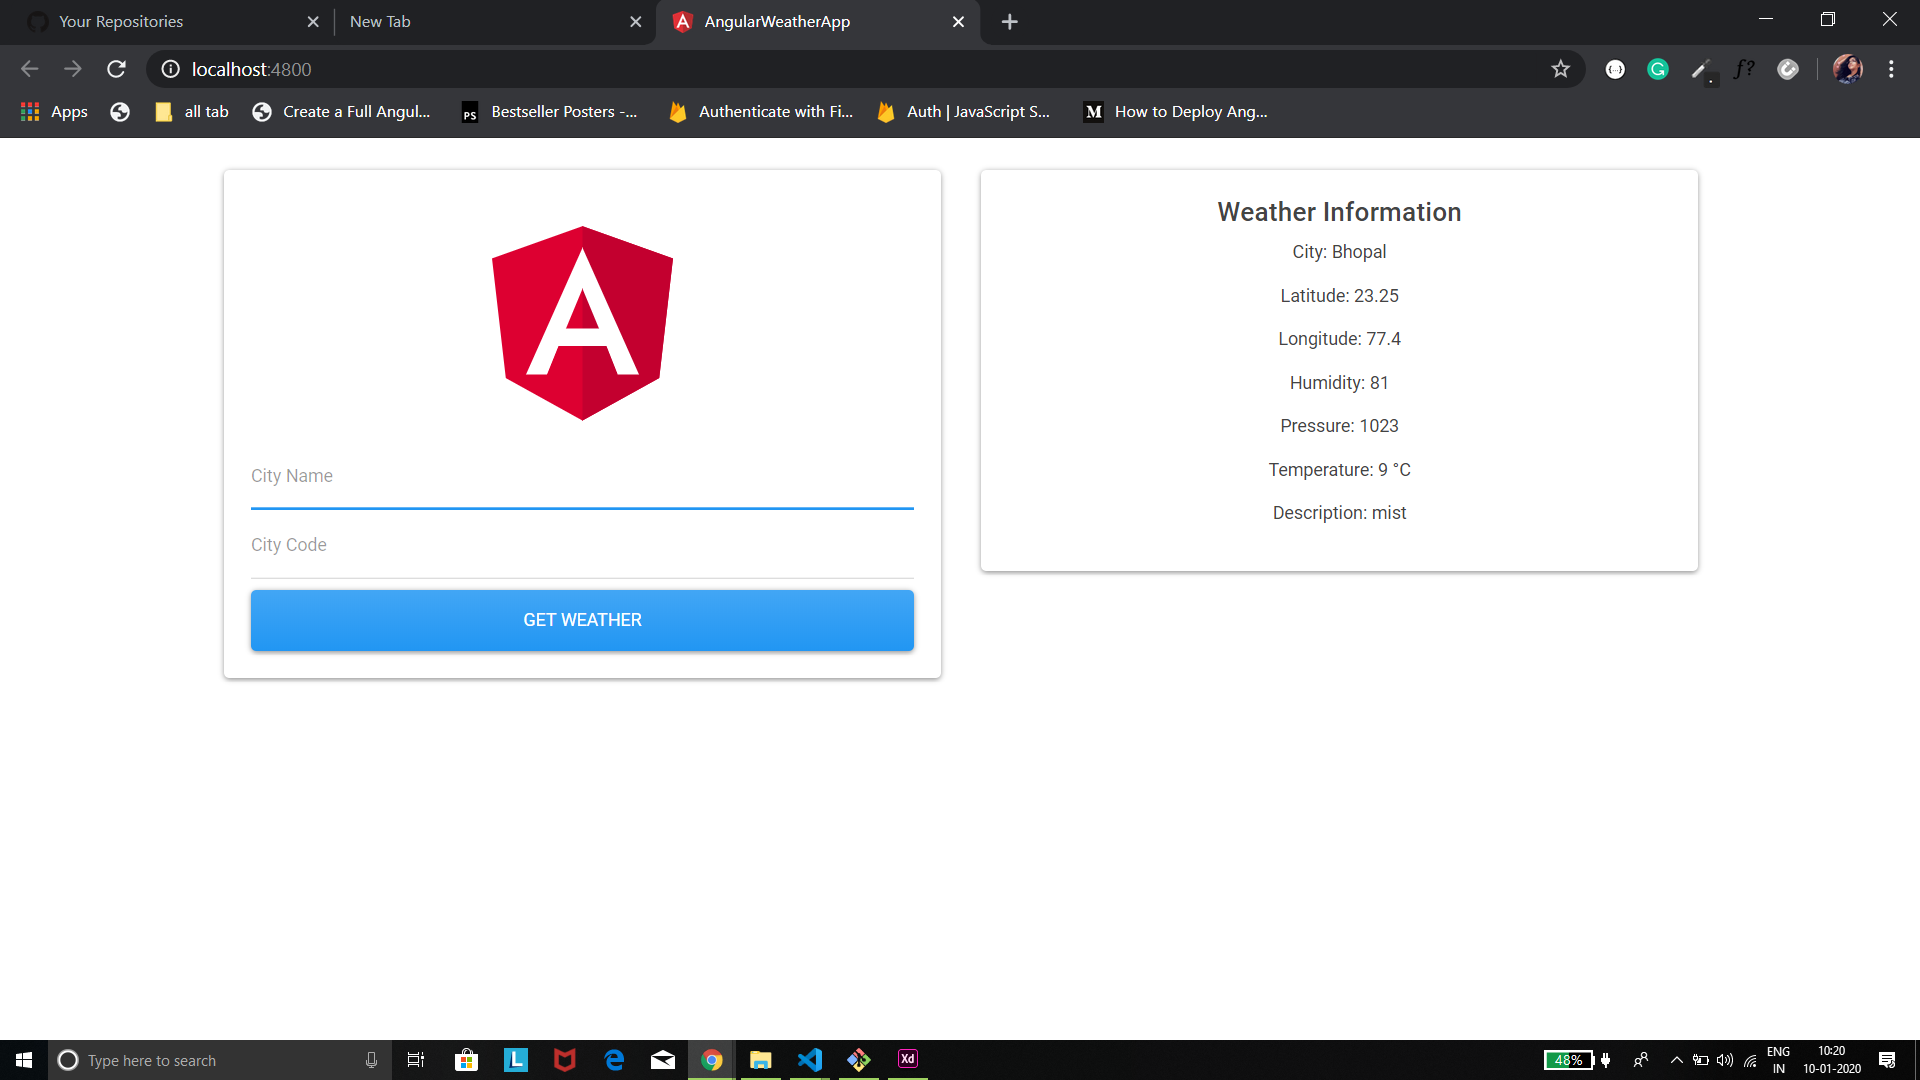 Your Repositories
New Tab
AngularWeatherApp
localhost:4800
f?
Apps
all tab
Create a Full Angul...
Bestseller Posters -...
Authenticate with Fi...
Auth | JavaScript S...
How to Deploy Ang...
Weather Information
City: Bhopal
Latitude: 23.25
Longitude: 77.4
Humidity: 81
Pressure: 1023
Temperature: 9 °C
Description: mist
City Name
City Code
GET WEATHER
Type here to search
Xd
48%
ENG
IN
10:20
10-01-2020